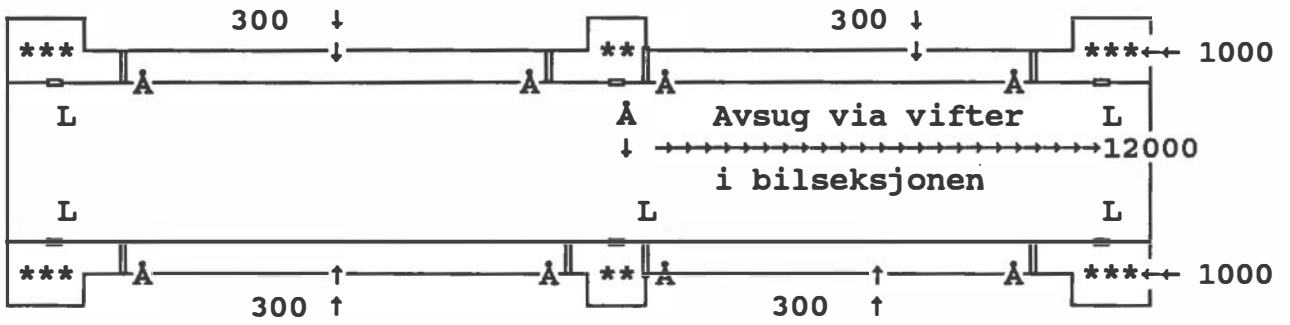 300 ↓ 300 ↓
*** ↓ ** ↓ ***←← 1000
Å Å Å Å
L Å Avsug via vifter L
↓ →→→→→→→→→→→→→→→→→→12000
i bilseksjonen
L L L
*** Å ↑ Å ** Å ↑ Å ***←← 1000
300 ↑ 300 ↑